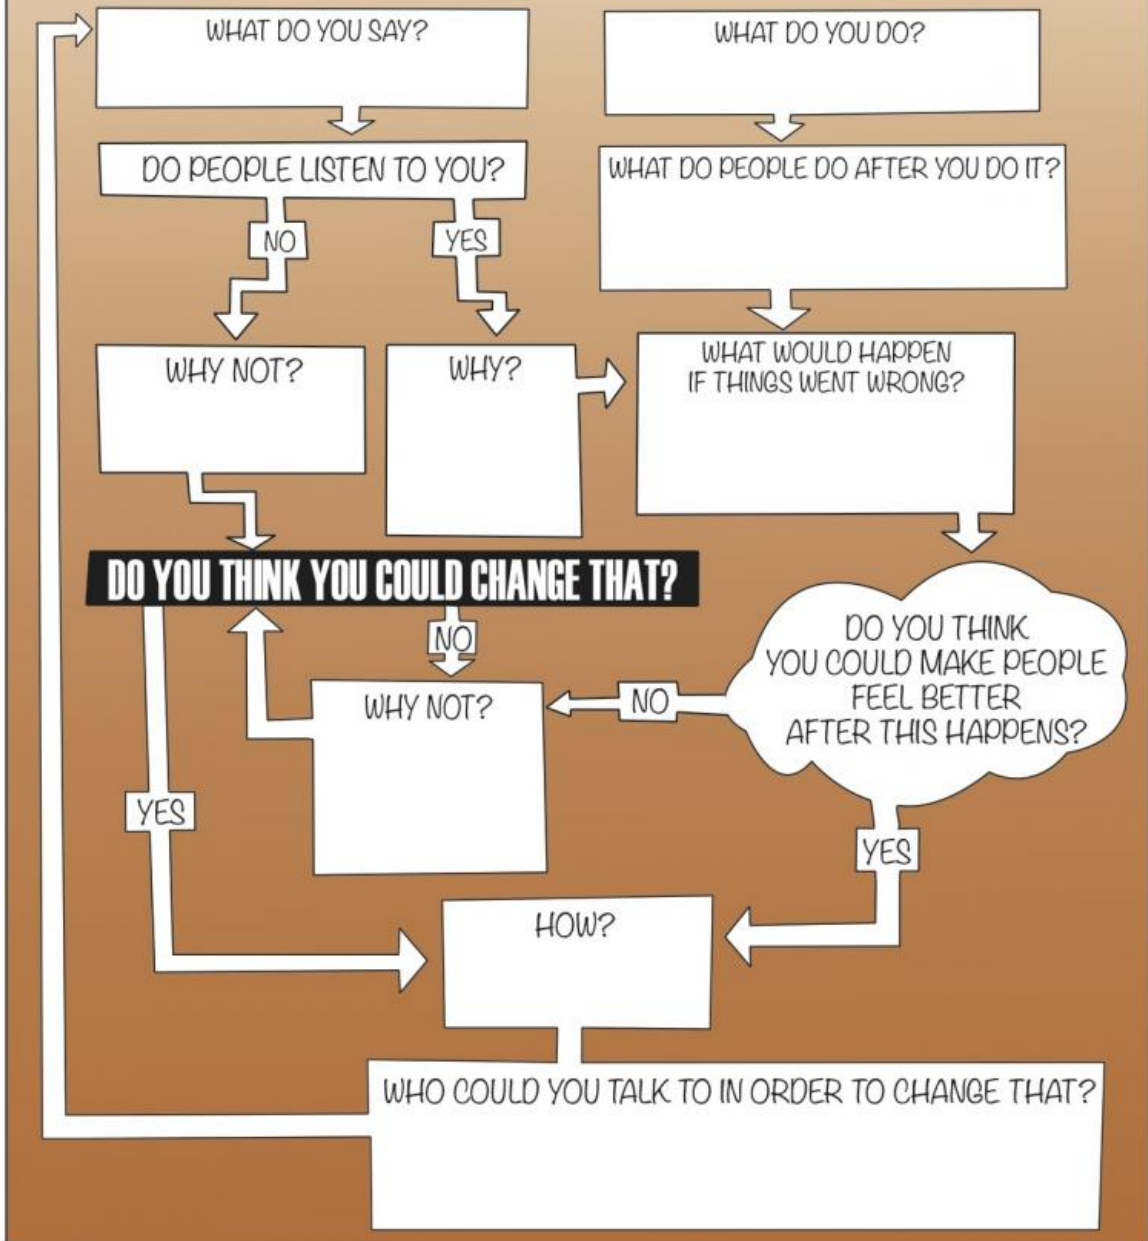 WHAT DO YOU SAY?
WHAT DO YOU DO?
DO PEOPLE LISTEN TO YOU?
WHAT DO PEOPLE DO AFTER YOU DO IT?
NO
YES
WHY NOT?
WHY?
WHAT WOULD HAPPEN
IF THINGS WENT WRONG?
DO YOU THINK YOU COULD CHANGE THAT?
NO
DO YOU THINK
YOU COULD MAKE PEOPLE
FEEL BETTER
AFTER THIS HAPPENS?
NO
WHY NOT?
YES
YES
HOW?
WHO COULD YOU TALK TO IN ORDER TO CHANGE THAT?